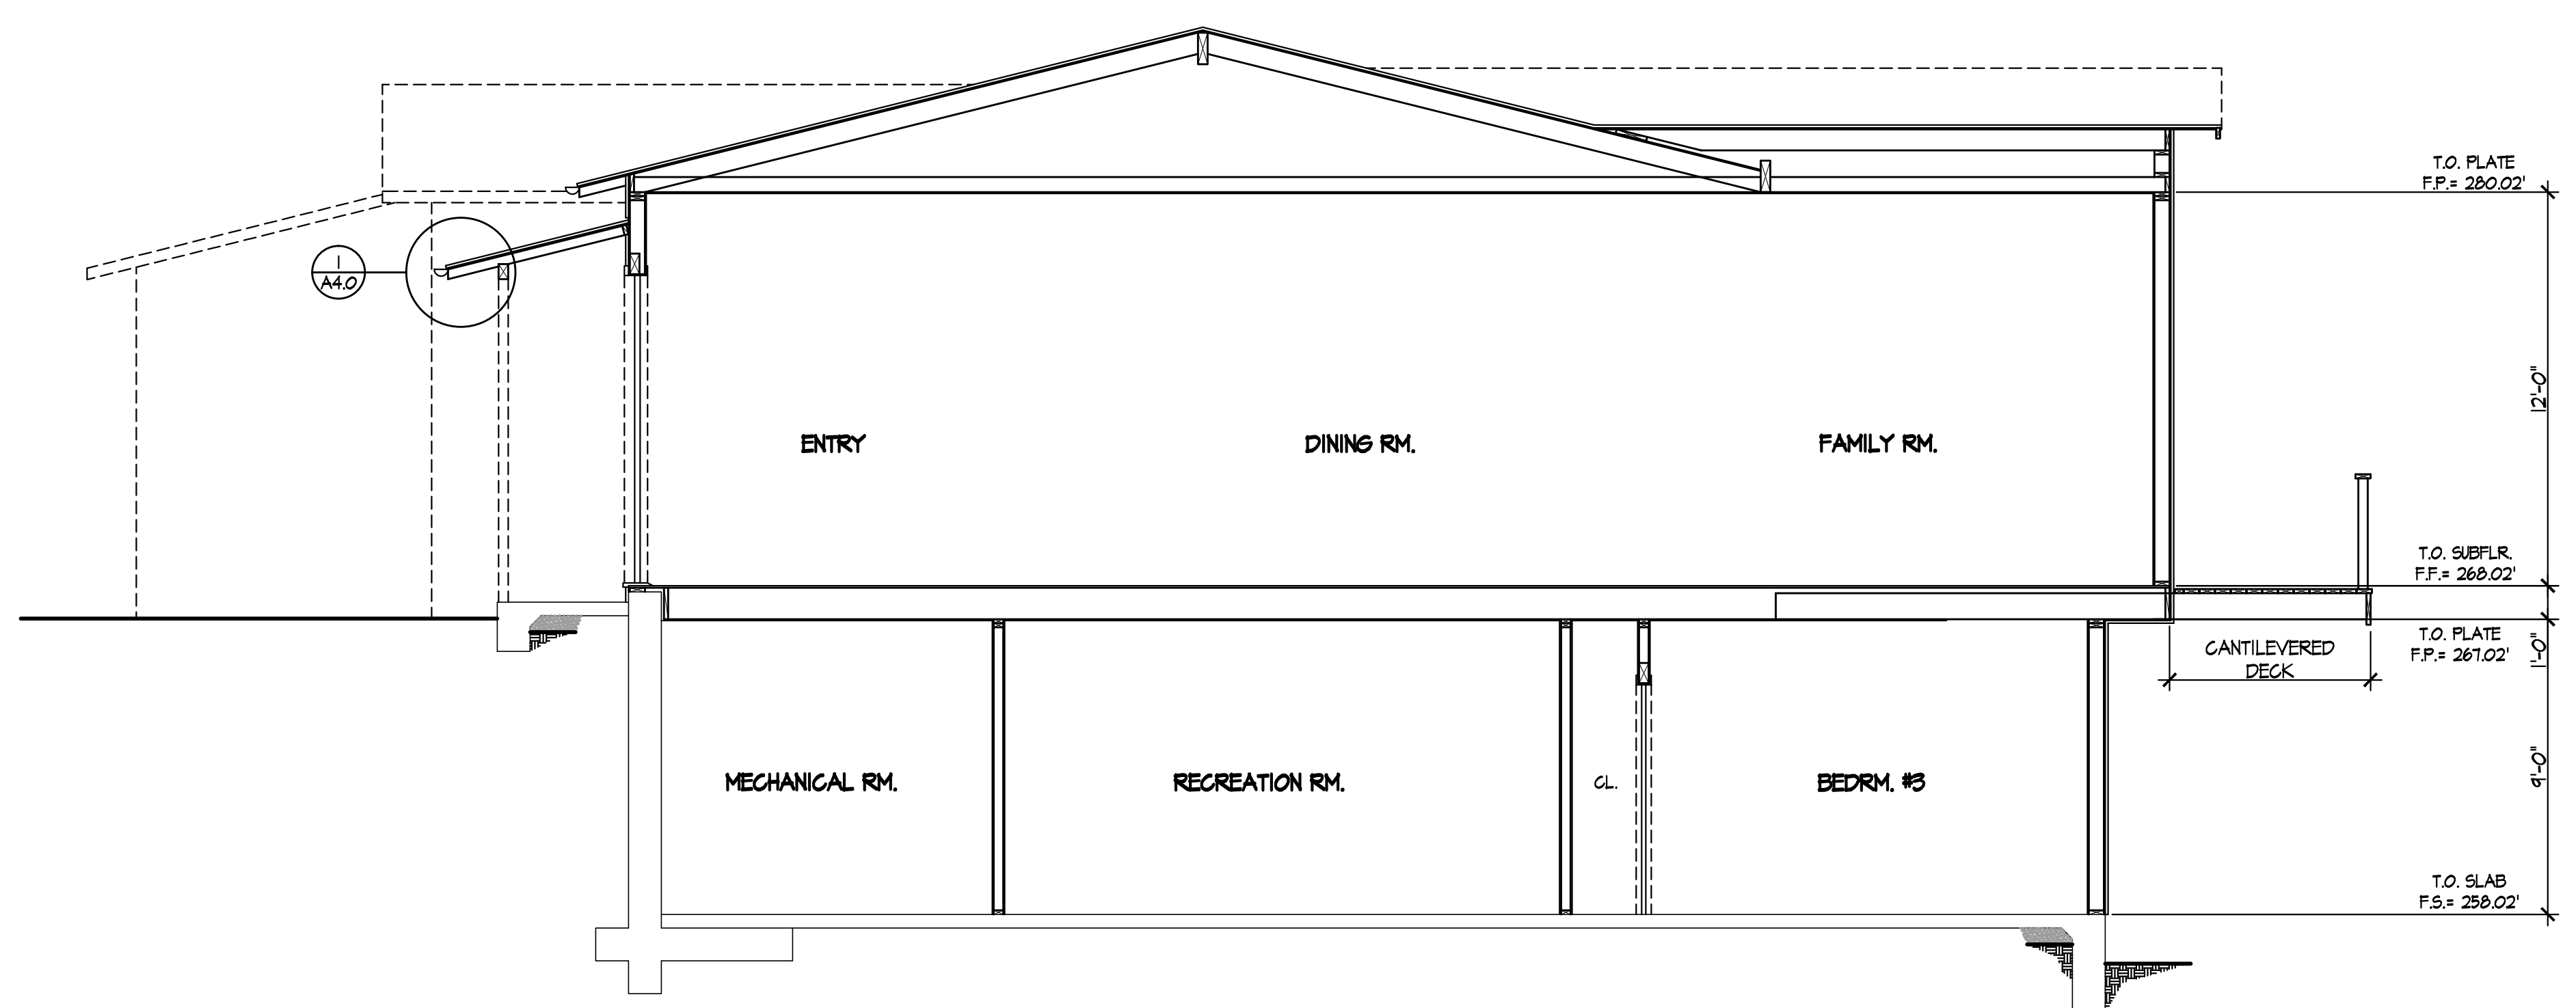 T.O. PLATE
F.P.= 280.02'
1
A4.0
12'-0"
ENTRY
DINING RM.
FAMILY RM.
T.O. SUBFLR.
F.F.= 268.02'
T.O. PLATE
F.P.= 267.02'
1'-0"
CANTILEVERED
DECK
MECHANICAL RM.
RECREATION RM.
CL.
BEDRM. #3
9'-0"
T.O. SLAB
F.S.= 258.02'